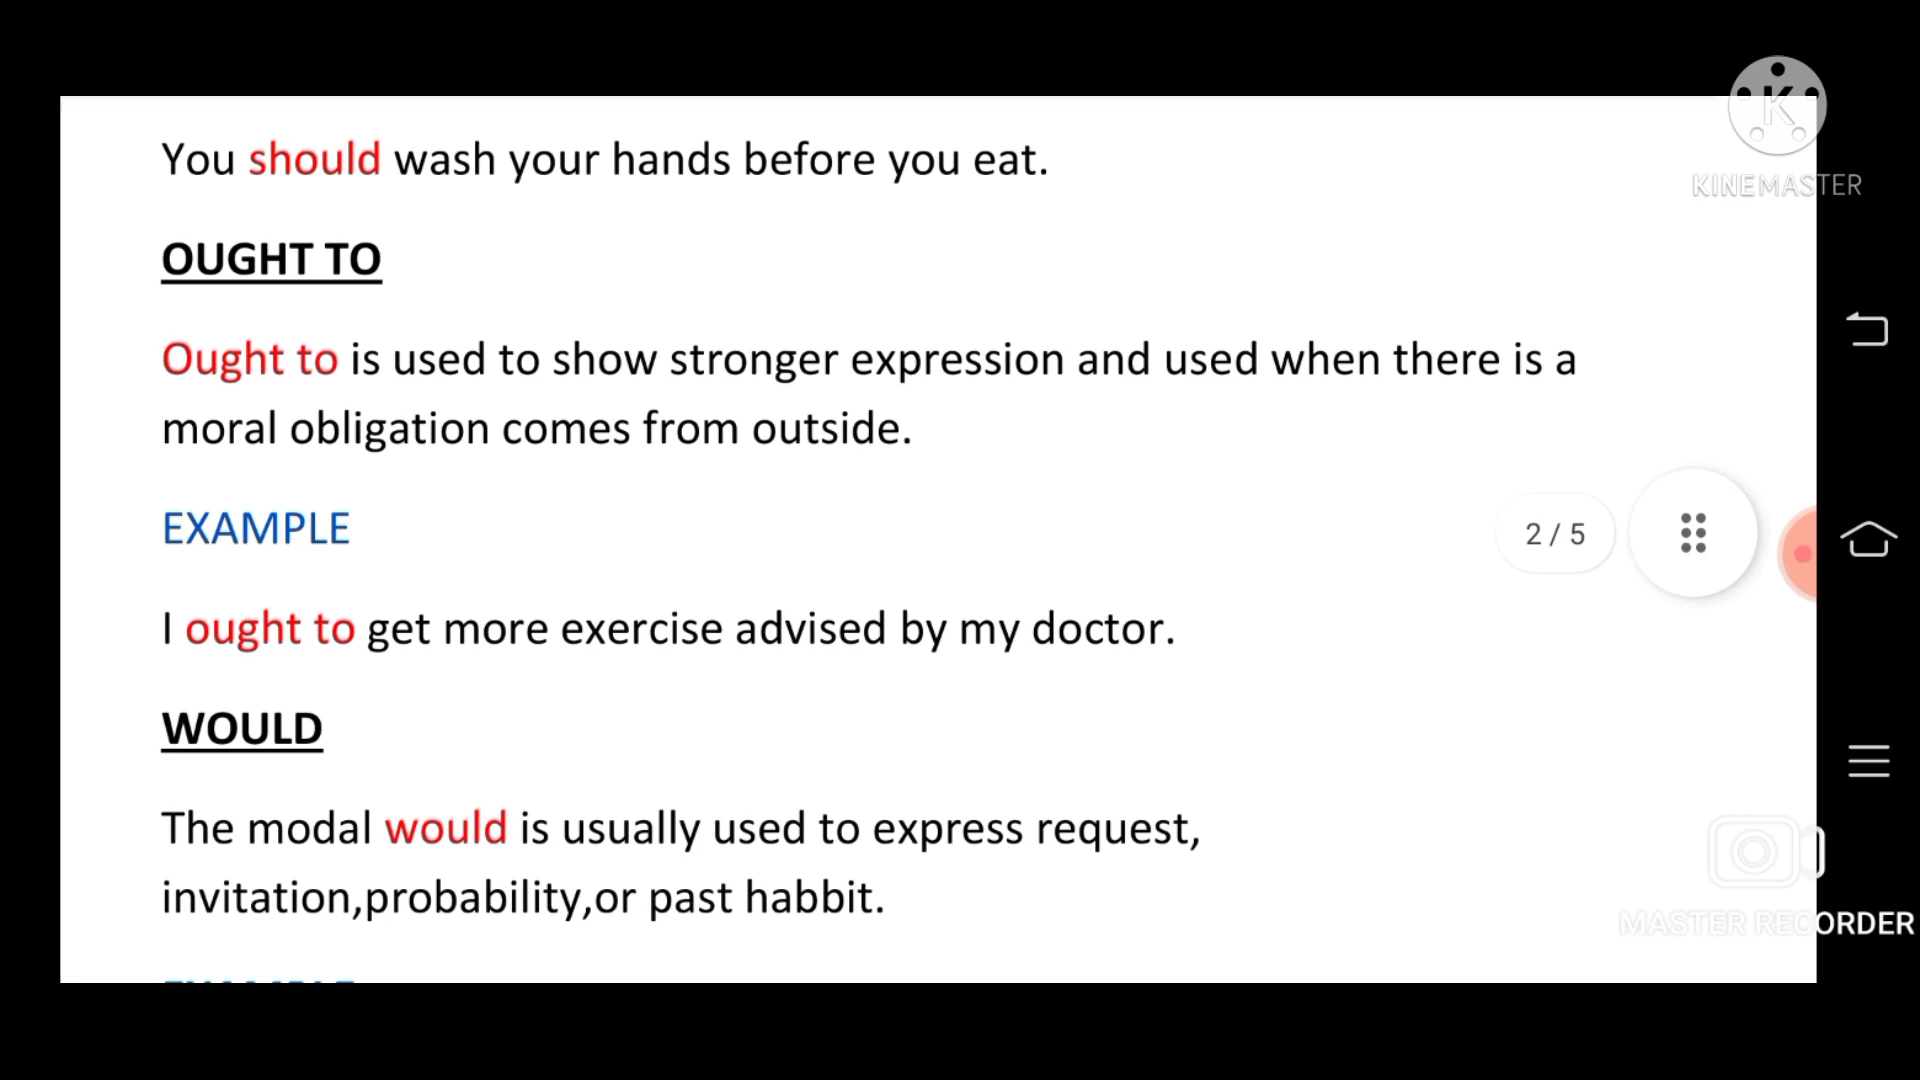 K
KINEMASTER
You should wash your hands before you eat.
OUGHT TO
Ought to is used to show stronger expression and used when there is a
moral obligation comes from outside.
EXAMPLE
2 / 5
I ought to get more exercise advised by my doctor.
WOULD
The modal would is usually used to express request,
invitation,probability,or past habbit.
MASTER RECORDER